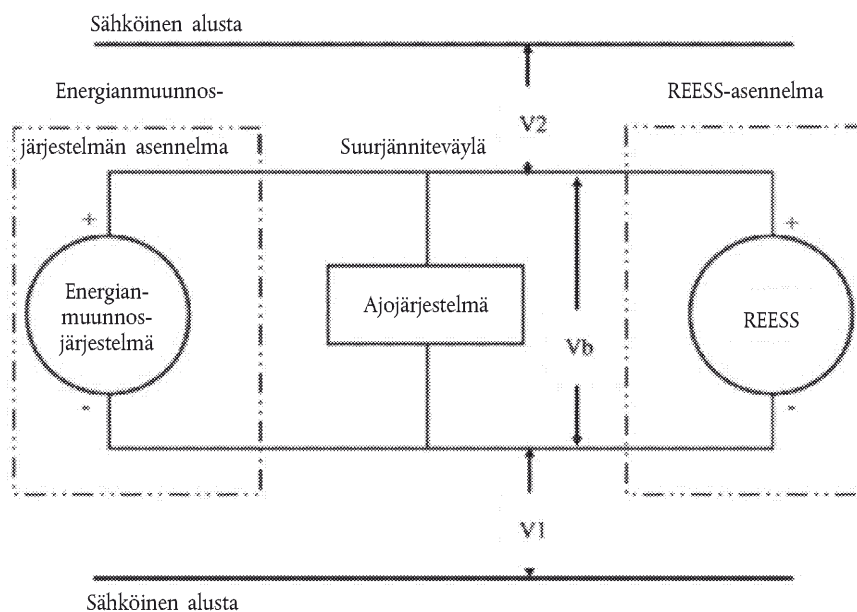 Sähköinen alusta
Energianmuunnos-
REESS-asennelma
V2
järjestelmän asennelma
Suurjänniteväylä
+
+
Energian-
muunnos-
järjestelmä
Ajojärjestelmä
REESS
Vb
-
-
V1
Sähköinen alusta